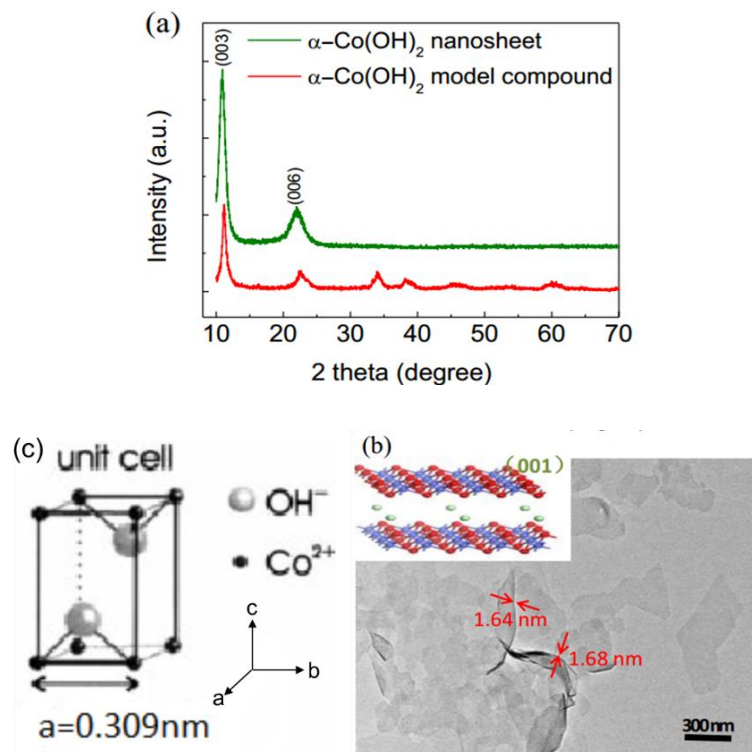 (a)
α–Co(OH)₂ nanosheet
α–Co(OH)₂ model compound
(003)
(006)
Intensity (a.u.)
10 20 30 40 50 60 70
2 theta (degree)
(c)
unit cell
OH⁻
Co²⁺
c
b
a
a=0.309nm
(b)
(001)
1.64 nm
1.68 nm
300nm